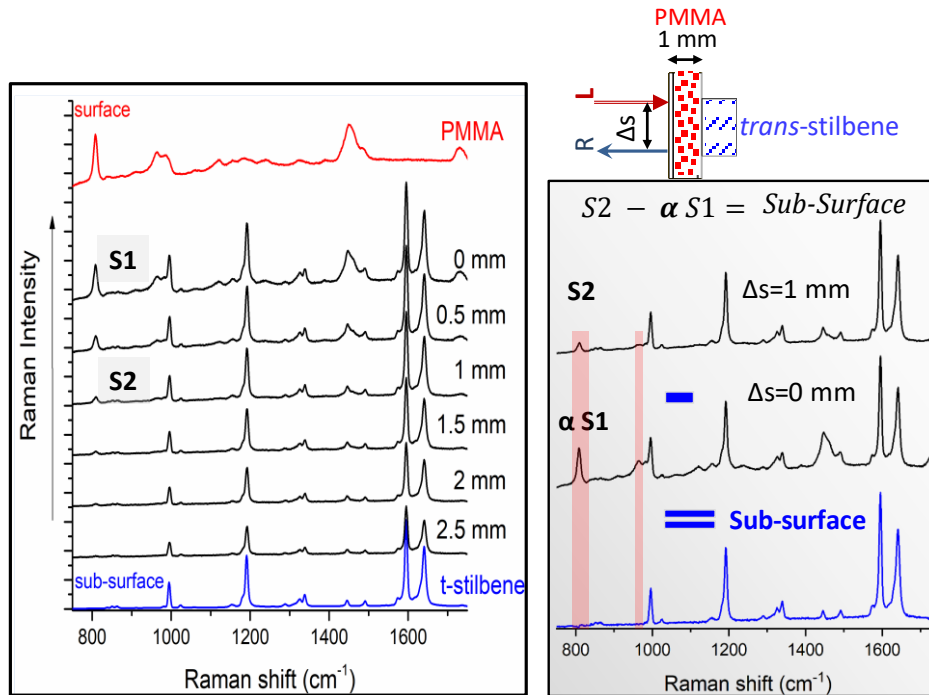 PMMA
1 mm
L
Δs
R
trans-stilbene
surface
PMMA
S1
0 mm
0.5 mm
S2
1 mm
1.5 mm
2 mm
2.5 mm
sub-surface
t-stilbene
Raman Intensity
800 1000 1200 1400 1600
Raman shift (cm⁻¹)
S2 − α S1 = Sub-Surface
S2
Δs=1 mm
Δs=0 mm
α S1
Sub-surface
800 1000 1200 1400 1600
Raman shift (cm⁻¹)